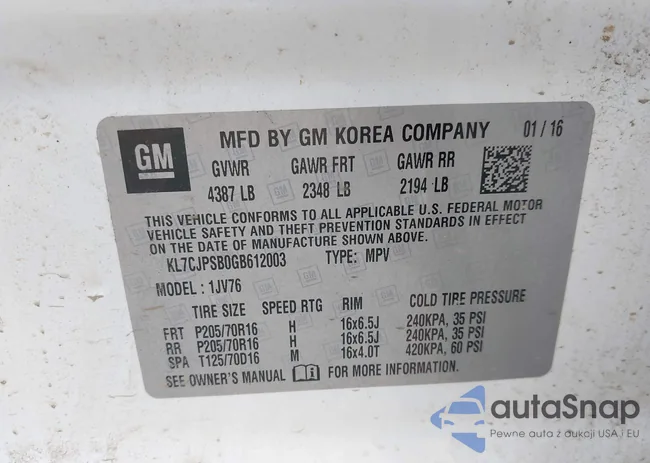 GM
MFD BY GM KOREA COMPANY 01 / 16
GVWR GAWR FRT GAWR RR
4387 LB 2348 LB 2194 LB
THIS VEHICLE CONFORMS TO ALL APPLICABLE U.S. FEDERAL MOTOR
VEHICLE SAFETY AND THEFT PREVENTION STANDARDS IN EFFECT
ON THE DATE OF MANUFACTURE SHOWN ABOVE.
KL7CJPSB0GB612003 TYPE: MPV
MODEL : 1JV76
TIRE SIZE SPEED RTG RIM COLD TIRE PRESSURE
FRT P205/70R16 H 16x6.5J 240KPA, 35 PSI
RR P205/70R16 H 16x6.5J 240KPA, 35 PSI
SPA T125/70D16 M 16x4.0T 420KPA, 60 PSI
SEE OWNER'S MANUAL FOR MORE INFORMATION.
autaSnap
Pewne auta z aukcji USA i EU